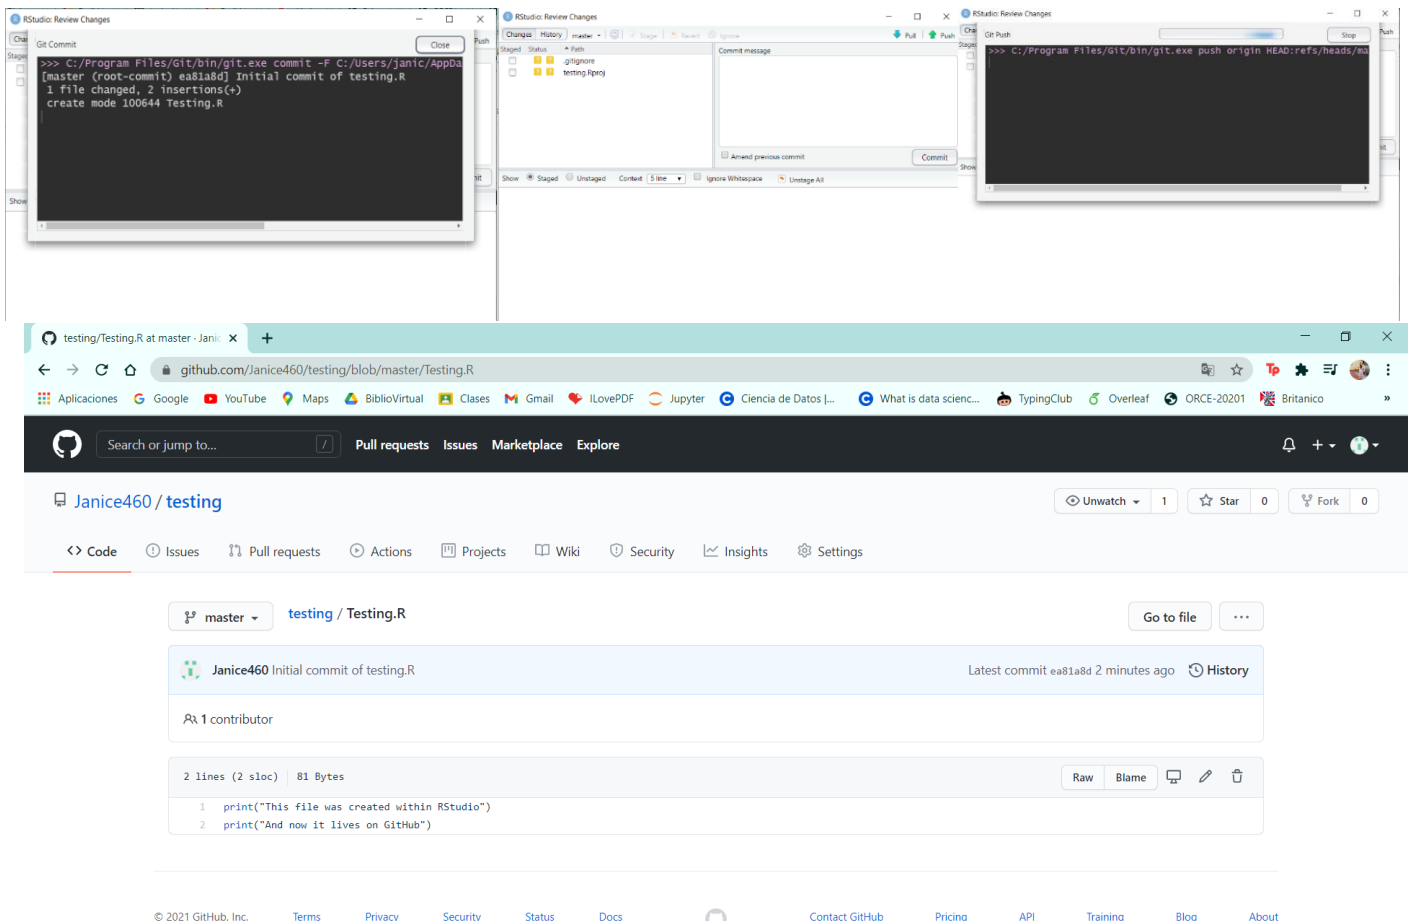 RStudio: Review Changes
Git Commit
Close
>>> C:/Program Files/Git/bin/git.exe commit -F C:/Users/janic/AppDa
[master (root-commit) ea81a8d] Initial commit of testing.R
1 file changed, 2 insertions(+)
create mode 100644 Testing.R
Push
Show
RStudio: Review Changes
Changes History master Stage Revert Ignore Pull Push
Staged Status Path Commit message
.gitignore
testing.Rproj
Amend previous commit Commit
Show Staged Unstaged Context 5 line Ignore Whitespace Unstage All
RStudio: Review Changes
Git Push
Stop
Push
>>> C:/Program Files/Git/bin/git.exe push origin HEAD:refs/heads/ma
Show
testing/Testing.R at master · Janic
github.com/Janice460/testing/blob/master/Testing.R
Aplicaciones Google YouTube Maps BiblioVirtual Clases Gmail ILovePDF Jupyter Ciencia de Datos |... What is data scienc... TypingClub Overleaf ORCE-20201 Britanico »
Search or jump to... / Pull requests Issues Marketplace Explore
Janice460 / testing Unwatch 1 Star 0 Fork 0
Code Issues Pull requests Actions Projects Wiki Security Insights Settings
master testing / Testing.R Go to file ...
Janice460 Initial commit of testing.R Latest commit ea81a8d 2 minutes ago History
1 contributor
2 lines (2 sloc) 81 Bytes Raw Blame
1 print("This file was created within RStudio")
2 print("And now it lives on GitHub")
© 2021 GitHub, Inc. Terms Privacy Security Status Docs Contact GitHub Pricing API Training Blog About